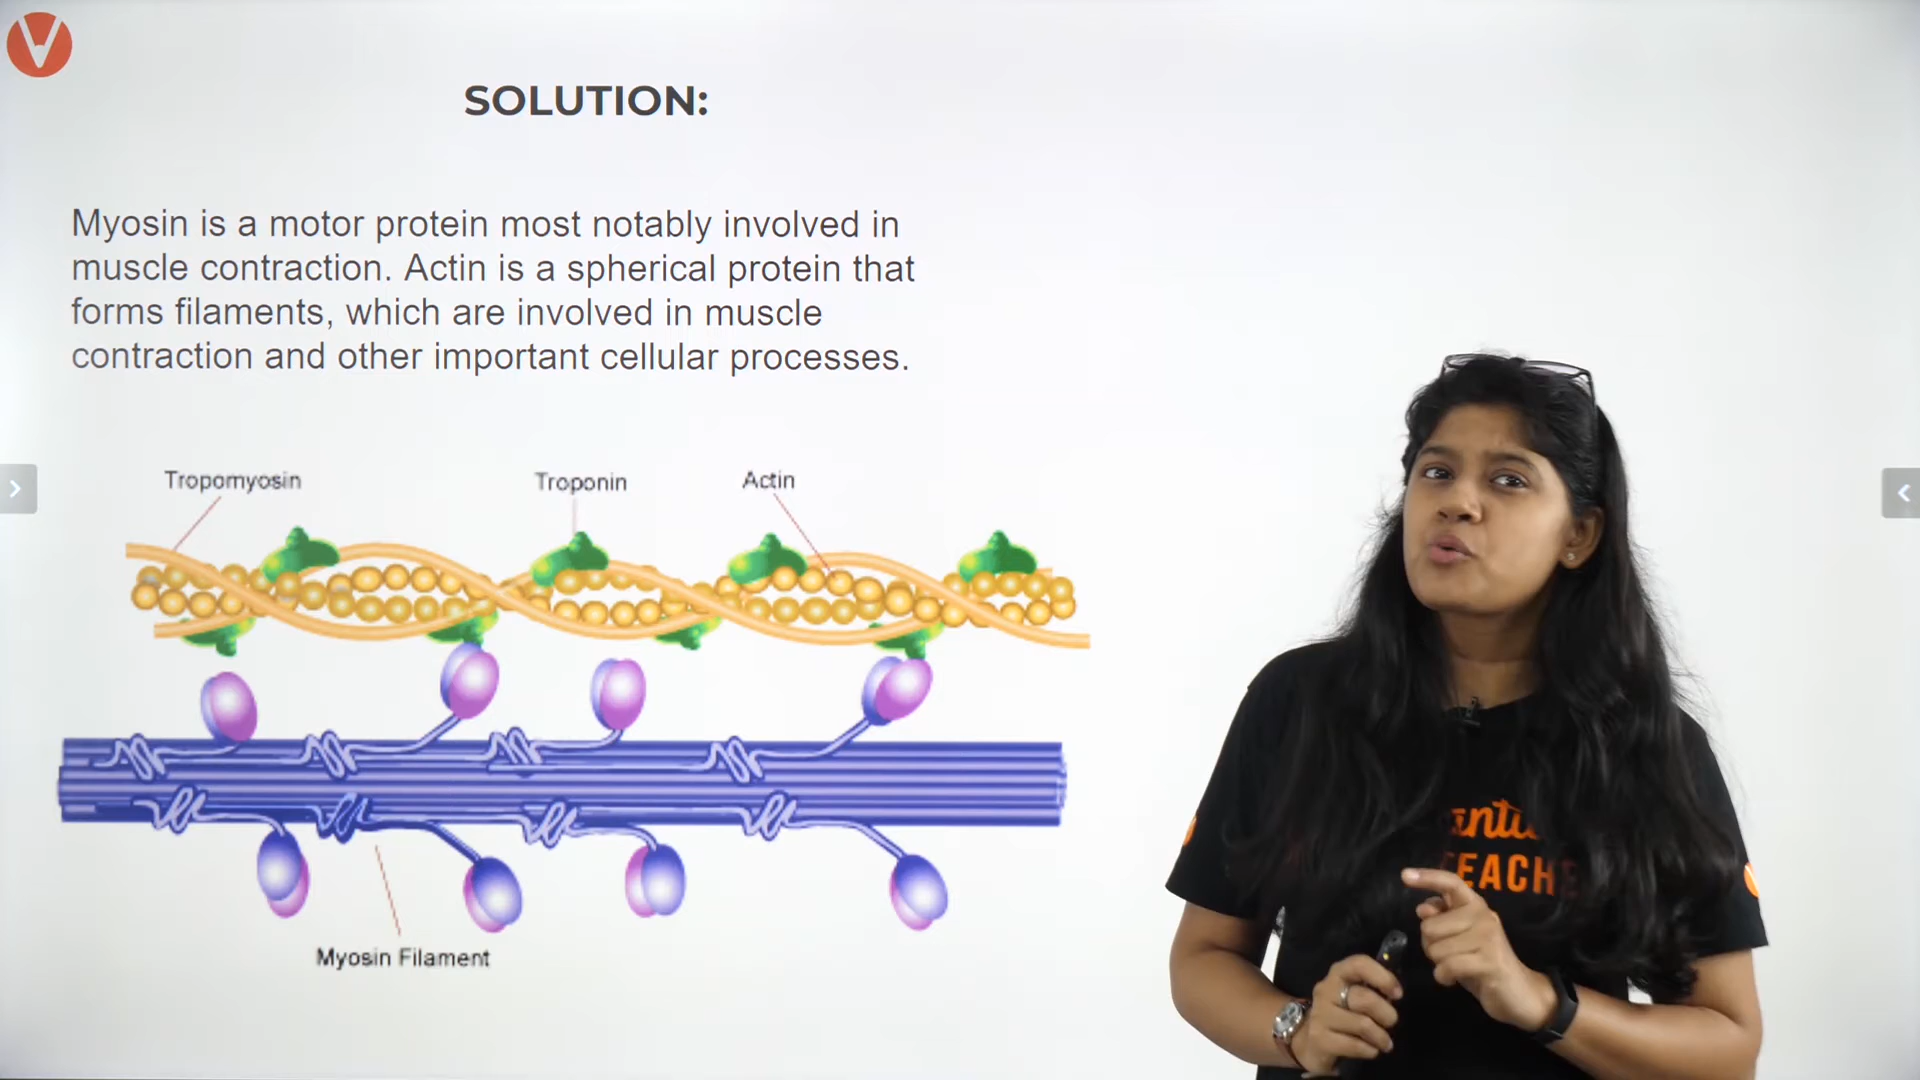 SOLUTION:
Myosin is a motor protein most notably involved in
muscle contraction. Actin is a spherical protein that
forms filaments, which are involved in muscle
contraction and other important cellular processes.
Tropomyosin
Troponin
Actin
Myosin Filament